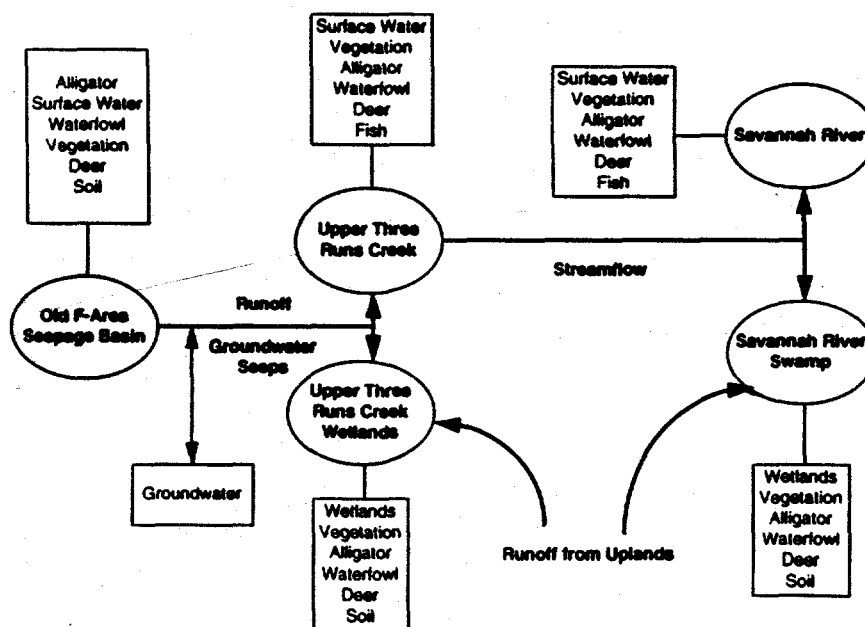 Alligator
Surface Water
Waterfowl
Vegetation
Deer
Soil
Surface Water
Vegetation
Alligator
Waterfowl
Deer
Fish
Surface Water
Vegetation
Alligator
Waterfowl
Deer
Fish
Savannah River
Upper Three
Runs Creek
Streamflow
Old F-Area
Seepage Basin
Runoff
Groundwater
Seeps
Savannah River
Swamp
Upper Three
Runs Creek
Wetlands
Groundwater
Wetlands
Vegetation
Alligator
Waterfowl
Deer
Soil
Runoff from Uplands
Wetlands
Vegetation
Alligator
Waterfowl
Deer
Soil